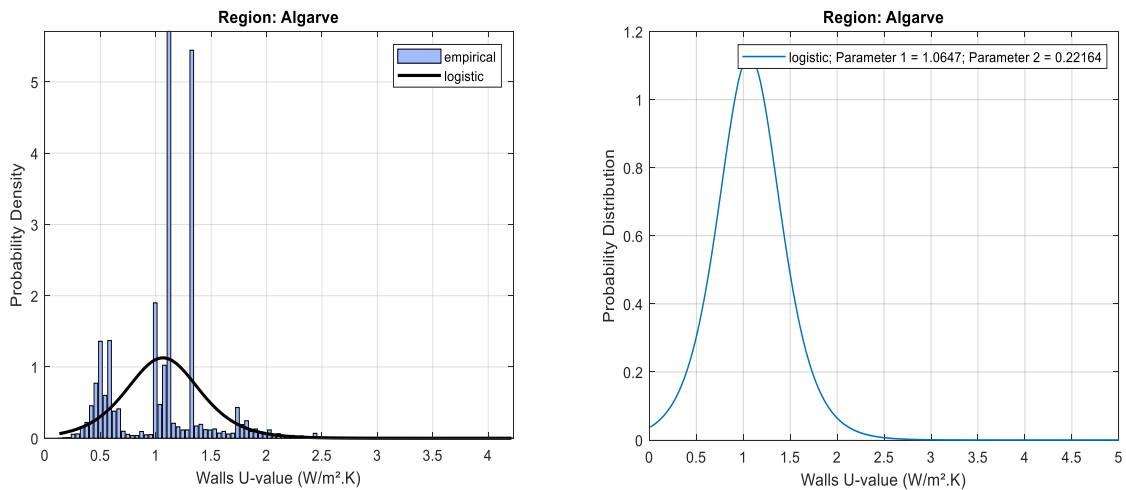 Region: Algarve
empirical
logistic
5
4
3
2
1
0
Probability Density
0 0.5 1 1.5 2 2.5 3 3.5 4
Walls U-value (W/m².K)
Region: Algarve
logistic; Parameter 1 = 1.0647; Parameter 2 = 0.22164
1.2
1
0.8
0.6
0.4
0.2
0
Probability Distribution
0 0.5 1 1.5 2 2.5 3 3.5 4 4.5 5
Walls U-value (W/m².K)